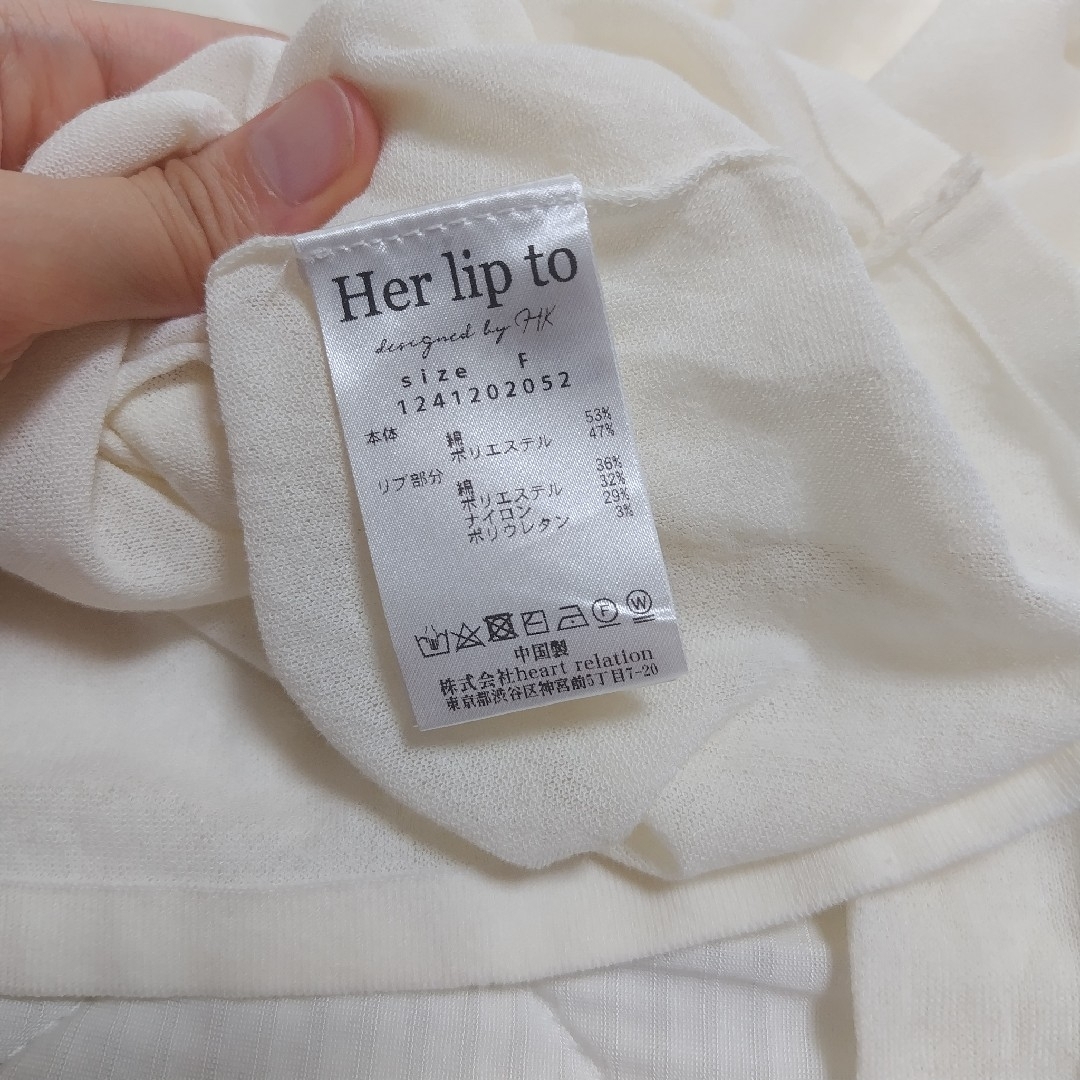 Her lip to
designed by HK
size F
1241202052
本体 綿 53%
ポリエステル 47%
リブ部分 綿 36%
ポリエステル 32%
ナイロン 29%
ポリウレタン 3%
F W
中国製
株式会社heart relation
東京都渋谷区神宮前5丁目7-20